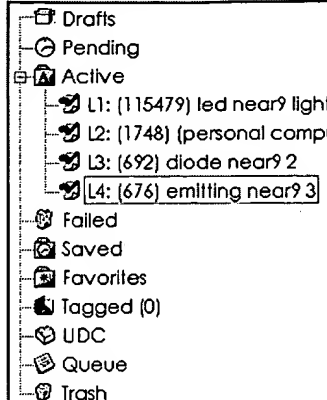 Drafts
Pending
Active
L1: (115479) led near9 light
L2: (1748) (personal compu
L3: (692) diode near9 2
L4: (676) emitting near9 3
Failed
Saved
Favorites
Tagged (0)
UDC
Queue
Trash